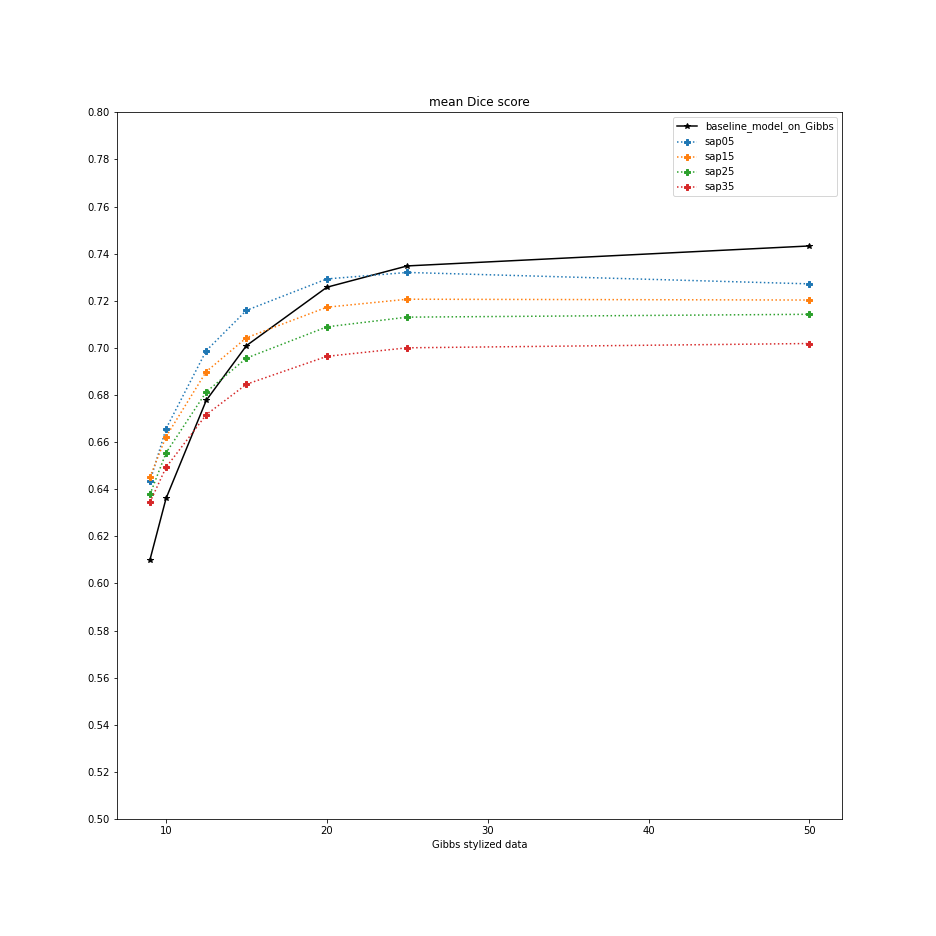 mean Dice score
0.80
0.78
0.76
0.74
0.72
0.70
0.68
0.66
0.64
0.62
0.60
0.58
0.56
0.54
0.52
0.50
baseline_model_on_Gibbs
sap05
sap15
sap25
sap35
10 20 30 40 50
Gibbs stylized data